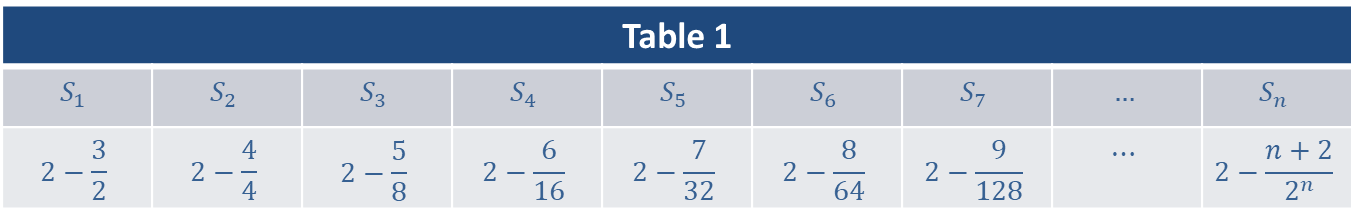 Table 1
S₁ S₂ S₃ S₄ S₅ S₆ S₇ ... Sₙ
2 − 3/2 2 − 4/4 2 − 5/8 2 − 6/16 2 − 7/32 2 − 8/64 2 − 9/128 ... 2 − (n + 2)/2ⁿ